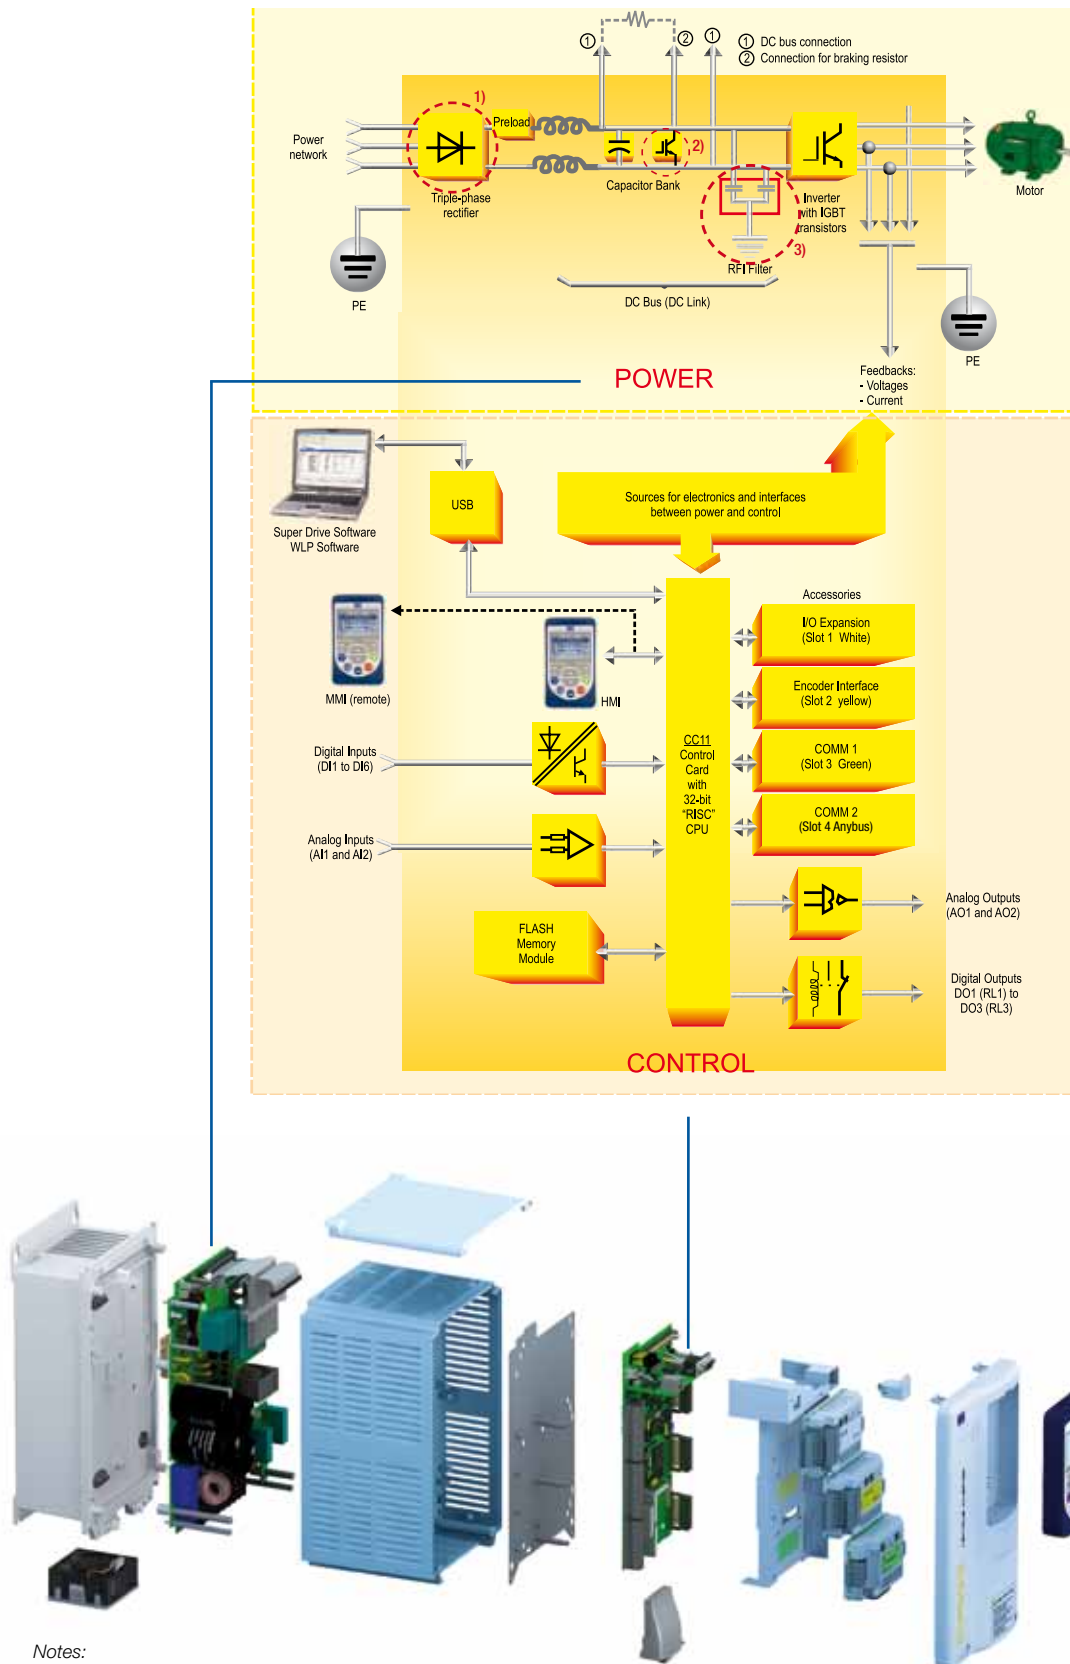 ① ② ①
① DC bus connection
② Connection for braking resistor
1)
Preload
2)
Power
network
Capacitor Bank
Motor
Triple-phase
rectifier
Inverter
with IGBT
transistors
3)
RFI Filter
PE
DC Bus (DC Link)
PE
POWER
Feedbacks:
- Voltages
- Current
USB
Sources for electronics and interfaces
between power and control
Super Drive Software
WLP Software
Accessories
I/O Expansion
(Slot 1 White)
MMI (remote)
HMI
Encoder Interface
(Slot 2 yellow)
Digital Inputs
(DI1 to DI6)
CC11
Control
Card
with
32-bit
“RISC”
CPU
COMM 1
(Slot 3 Green)
COMM 2
(Slot 4 Anybus)
Analog Inputs
(AI1 and AI2)
Analog Outputs
(AO1 and AO2)
FLASH
Memory
Module
Digital Outputs
DO1 (RL1) to
DO3 (RL3)
CONTROL
Notes: